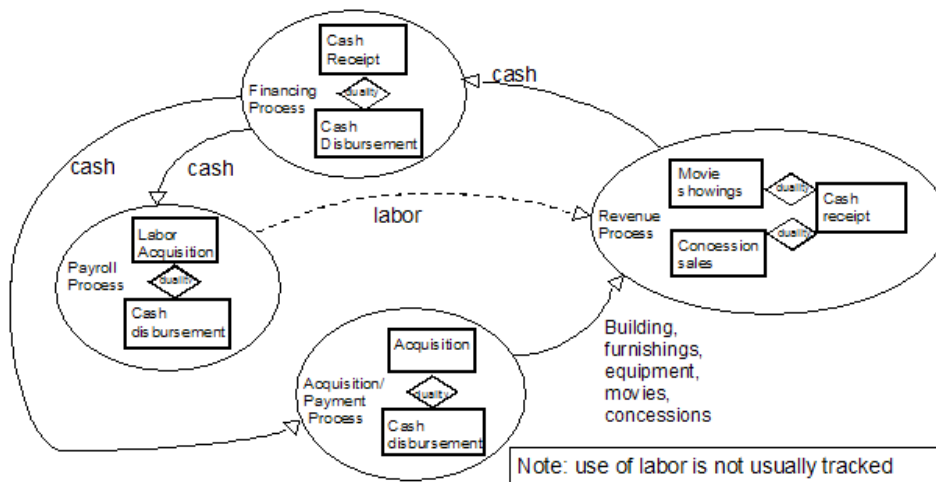 Cash
Receipt
duality
Financing
Process
Cash
Disbursement
cash
cash
cash
labor
Labor
Acquisition
Payroll
Process
duality
Cash
disbursement
Movie
showings
duality
Cash
receipt
Revenue
Process
duality
Concession
sales
Acquisition
duality
Acquisition/
Payment
Process
Cash
disbursement
Building,
furnishings,
equipment,
movies,
concessions
Note: use of labor is not usually tracked